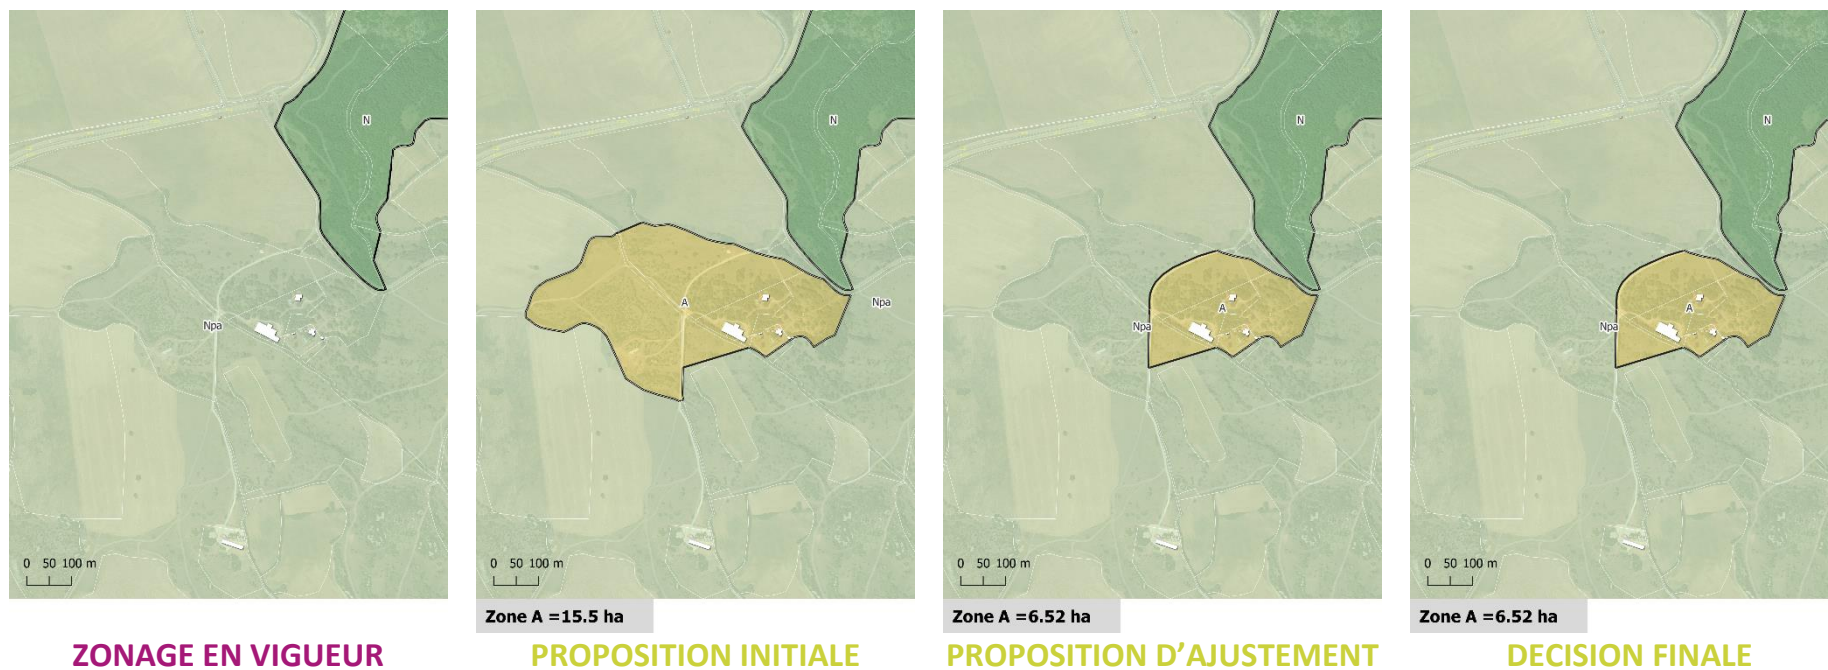 N
Npa
0 50 100 m
ZONAGE EN VIGUEUR
N
A
Npa
0 50 100 m
Zone A =15.5 ha
PROPOSITION INITIALE
N
A
Npa
0 50 100 m
Zone A =6.52 ha
PROPOSITION D’AJUSTEMENT
N
A
Npa
0 50 100 m
Zone A =6.52 ha
DECISION FINALE